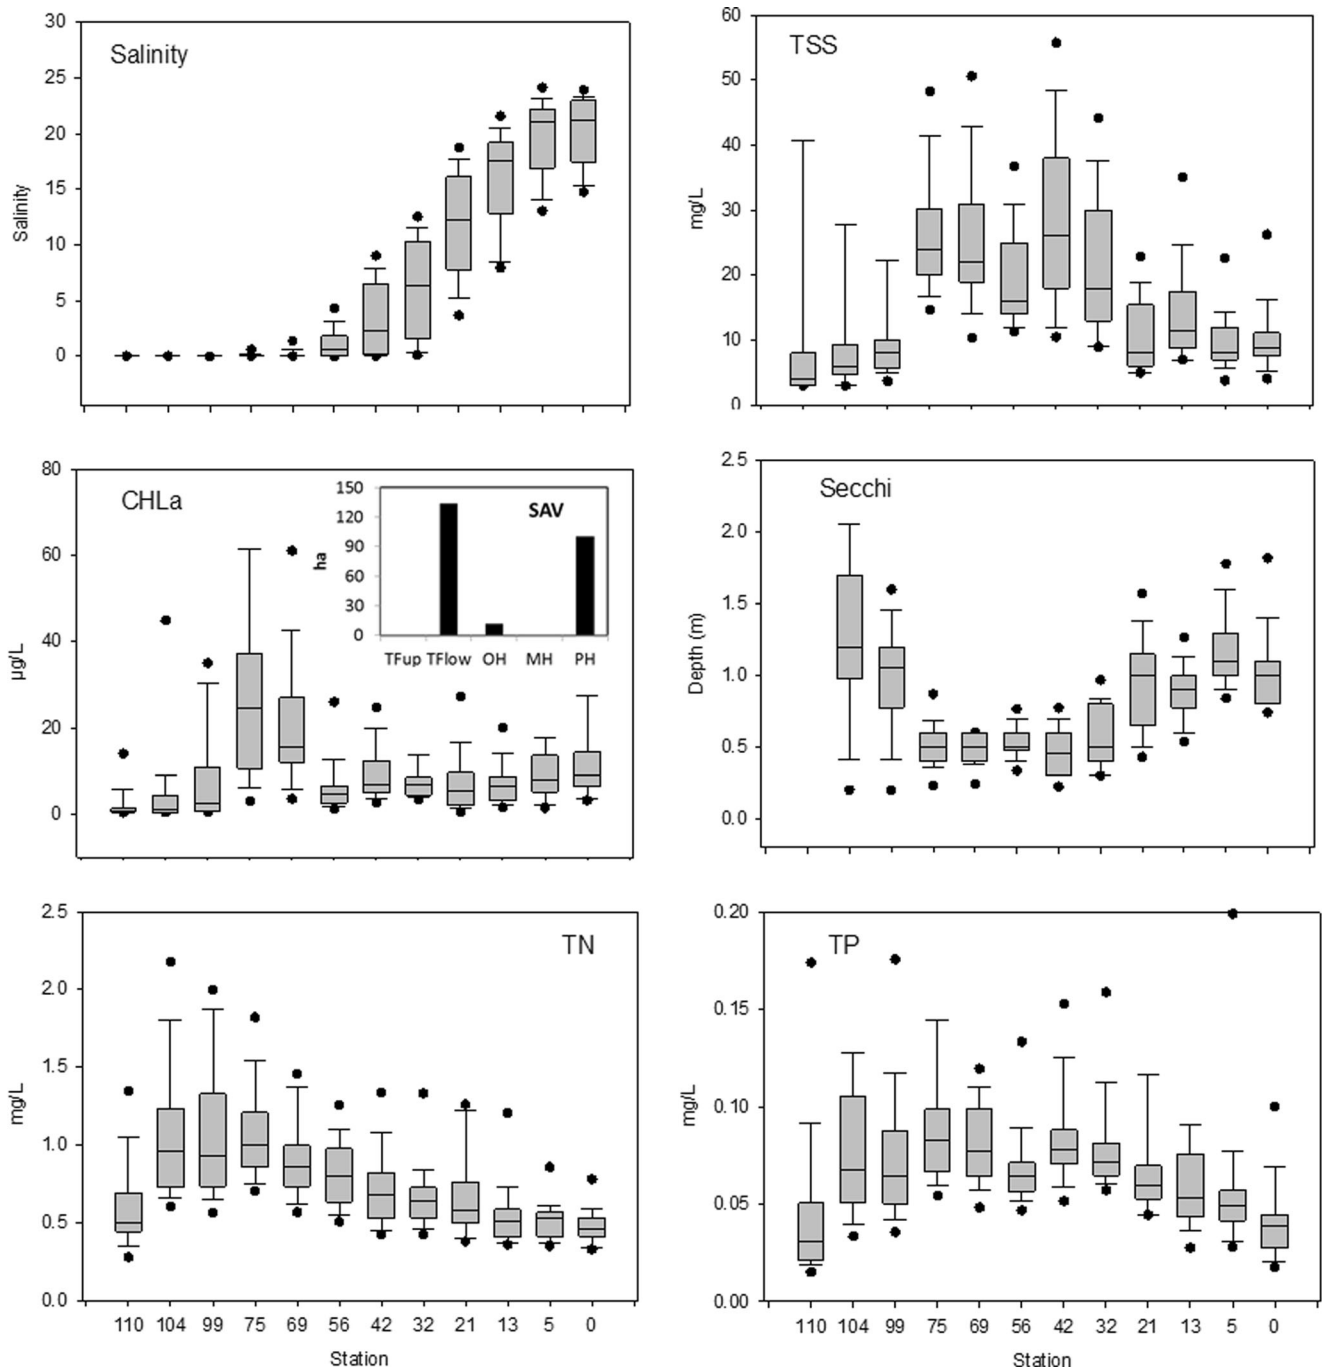 Salinity
Salinity
30
25
20
15
10
5
0
TSS
mg/L
60
50
40
30
20
10
0
CHLa
µg/L
80
60
40
20
0
SAV
ha
150
120
90
60
30
0
TFup TFlow OH MH PH
Secchi
Depth (m)
2.5
2.0
1.5
1.0
0.5
0.0
TN
mg/L
2.5
2.0
1.5
1.0
0.5
0.0
110 104 99 75 69 56 42 32 21 13 5 0
Station
TP
mg/L
0.20
0.15
0.10
0.05
0.00
110 104 99 75 69 56 42 32 21 13 5 0
Station